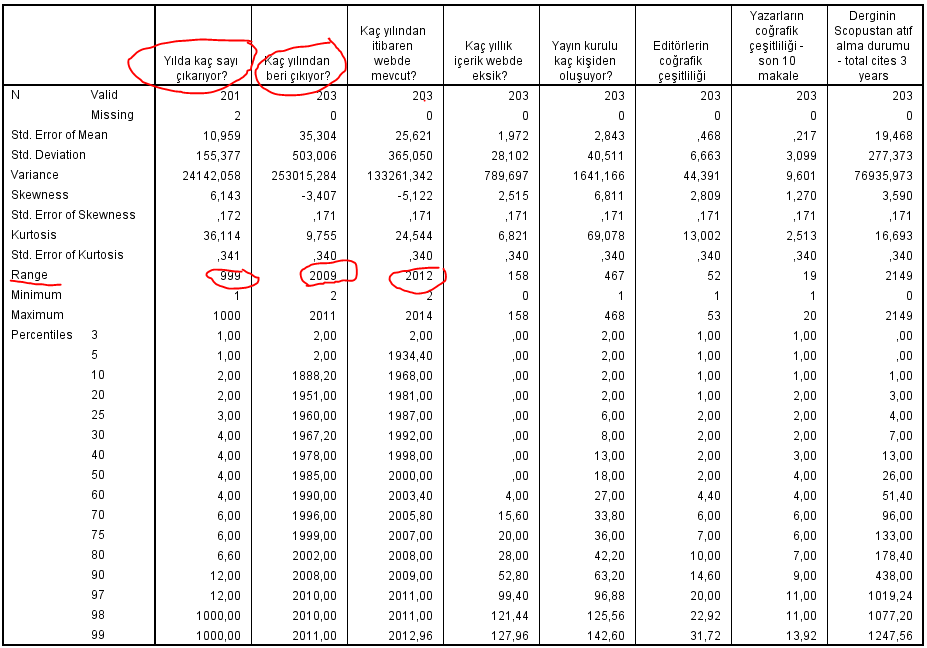 Yılda kaç sayı çıkarıyor? Kaç yılından beri çıkıyor? Kaç yılından itibaren webde mevcut? Kaç yıllık içerik webde eksik? Yayın kurulu kaç kişiden oluşuyor? Editörlerin coğrafik çeşitliliği Yazarların coğrafik çeşitliliği - son 10 makale Derginin Scopustan atıf alma durumu - total cites 3 years
N Valid 201 203 203 203 203 203 203 203
Missing 2 0 0 0 0 0 0 0
Std. Error of Mean 10,959 35,304 25,621 1,972 2,843 ,468 ,217 19,468
Std. Deviation 155,377 503,006 365,050 28,102 40,511 6,663 3,099 277,373
Variance 24142,058 253015,284 133261,342 789,697 1641,166 44,391 9,601 76935,973
Skewness 6,143 -3,407 -5,122 2,515 6,811 2,809 1,270 3,590
Std. Error of Skewness ,172 ,171 ,171 ,171 ,171 ,171 ,171 ,171
Kurtosis 36,114 9,755 24,544 6,821 69,078 13,002 2,513 16,693
Std. Error of Kurtosis ,341 ,340 ,340 ,340 ,340 ,340 ,340 ,340
Range 999 2009 2012 158 467 52 19 2149
Minimum 1 2 2 0 1 1 1 0
Maximum 1000 2011 2014 158 468 53 20 2149
Percentiles 3 1,00 2,00 2,00 ,00 2,00 1,00 1,00 ,00
5 1,00 2,00 1934,40 ,00 2,00 1,00 1,00 ,00
10 2,00 1888,20 1968,00 ,00 2,00 1,00 1,00 1,00
20 2,00 1951,00 1981,00 ,00 2,00 1,00 2,00 3,00
25 3,00 1960,00 1987,00 ,00 6,00 2,00 2,00 4,00
30 4,00 1967,20 1992,00 ,00 8,00 2,00 2,00 7,00
40 4,00 1978,00 1998,00 ,00 13,00 2,00 3,00 13,00
50 4,00 1985,00 2000,00 ,00 18,00 2,00 4,00 26,00
60 4,00 1990,00 2003,40 4,00 27,00 4,40 4,00 51,40
70 6,00 1996,00 2005,80 15,60 33,80 6,00 6,00 96,00
75 6,00 1999,00 2007,00 20,00 36,00 7,00 6,00 133,00
80 6,60 2002,00 2008,00 28,00 42,20 10,00 7,00 178,40
90 12,00 2008,00 2009,00 52,80 63,20 14,60 9,00 438,00
97 12,00 2010,00 2011,00 99,40 96,88 20,00 11,00 1019,24
98 1000,00 2010,00 2011,00 121,44 125,56 22,92 11,00 1077,20
99 1000,00 2011,00 2012,96 127,96 142,60 31,72 13,92 1247,56